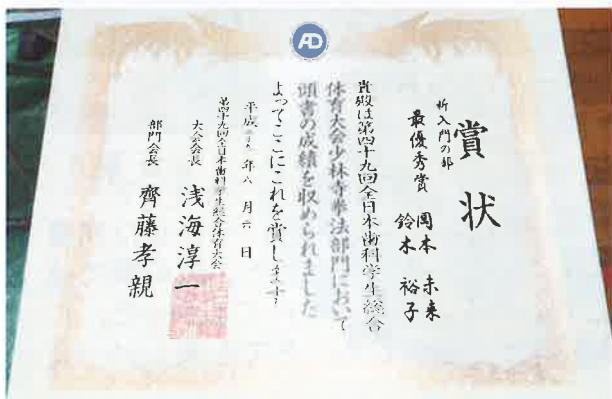 賞状
新入門の部
最優秀賞
岡本 未来
鈴木 裕子
貴殿は第四十九回全日本歯科学生総合
体育大会少林寺拳法部門において
頭書の成績を収められました
よってここにこれを賞します
平成 年八月六日
第四十九回全日本歯科学生総合体育大会
大会会長 浅海淳一
部門会長 齊藤孝親